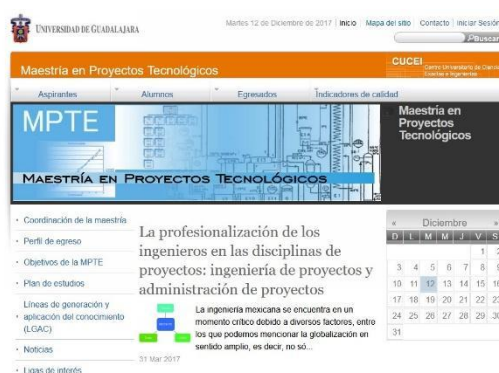 UNIVERSIDAD DE GUADALAJARA
Martes 12 de Diciembre de 2017 Inicio Mapa del sitio Contacto Iniciar Sesión
Buscar
Maestría en Proyectos Tecnológicos
CUCEI
Centro Universitario de Ciencias
Exactas e Ingenierías
Aspirantes Alumnos Egresados Indicadores de calidad
MPTE
MAESTRÍA EN PROYECTOS TECNOLÓGICOS
Maestría en
Proyectos
Tecnológicos
Coordinación de la maestría
Perfil de egreso
Objetivos de la MPTE
Plan de estudios
Líneas de generación y
aplicación del conocimiento
(LGAC)
Noticias
Ligas de interés
La profesionalización de los
ingenieros en las disciplinas de
proyectos: ingeniería de proyectos y
administración de proyectos
La ingeniería mexicana se encuentra en un
momento crítico debido a diversos factores, entre
los que podemos mencionar la globalización en
sentido amplio, es decir, no só...
31 Mar 2017
« Diciembre »
D L M M J V S
1 2
3 4 5 6 7 8 9
10 11 12 13 14 15 16
17 18 19 20 21 22 23
24 25 26 27 28 29 30
31